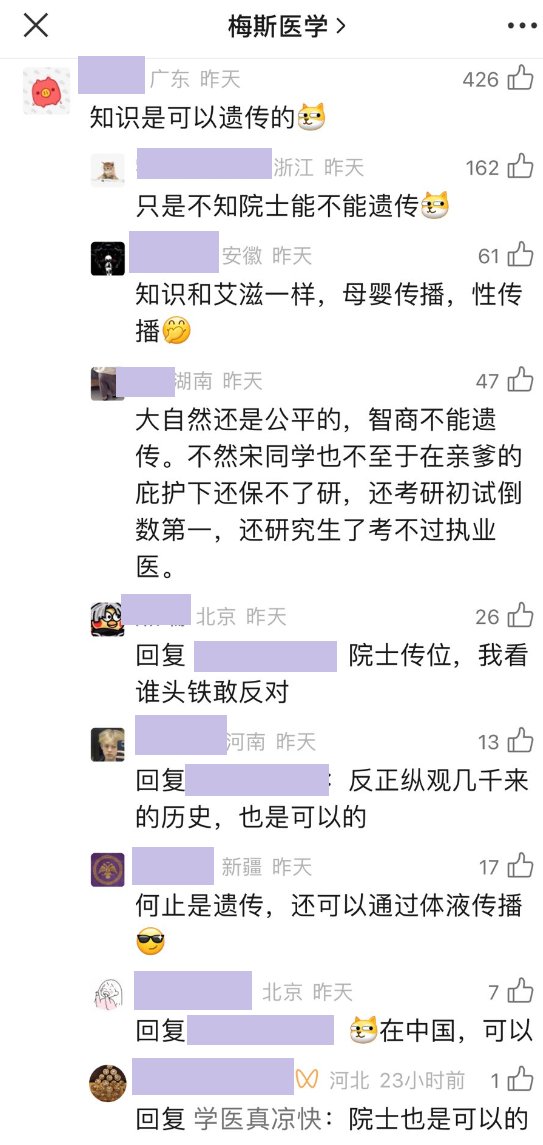 梅斯医学
广东 昨天 426
知识是可以遗传的
浙江 昨天 162
只是不知院士能不能遗传
安徽 昨天 61
知识和艾滋一样，母婴传播，性传
播
湖南 昨天 47
大自然还是公平的，智商不能遗
传。不然宋同学也不至于在亲爹的
庇护下还保不了研，还考研初试倒
数第一，还研究生了考不过执业
医。
北京 昨天 26
回复 院士传位，我看
谁头铁敢反对
河南 昨天 13
回复 ：反正纵观几千来
的历史，也是可以的
新疆 昨天 17
何止是遗传，还可以通过体液传播
北京 昨天 7
回复 在中国，可以
河北 23小时前 1
回复 学医真凉快：院士也是可以的